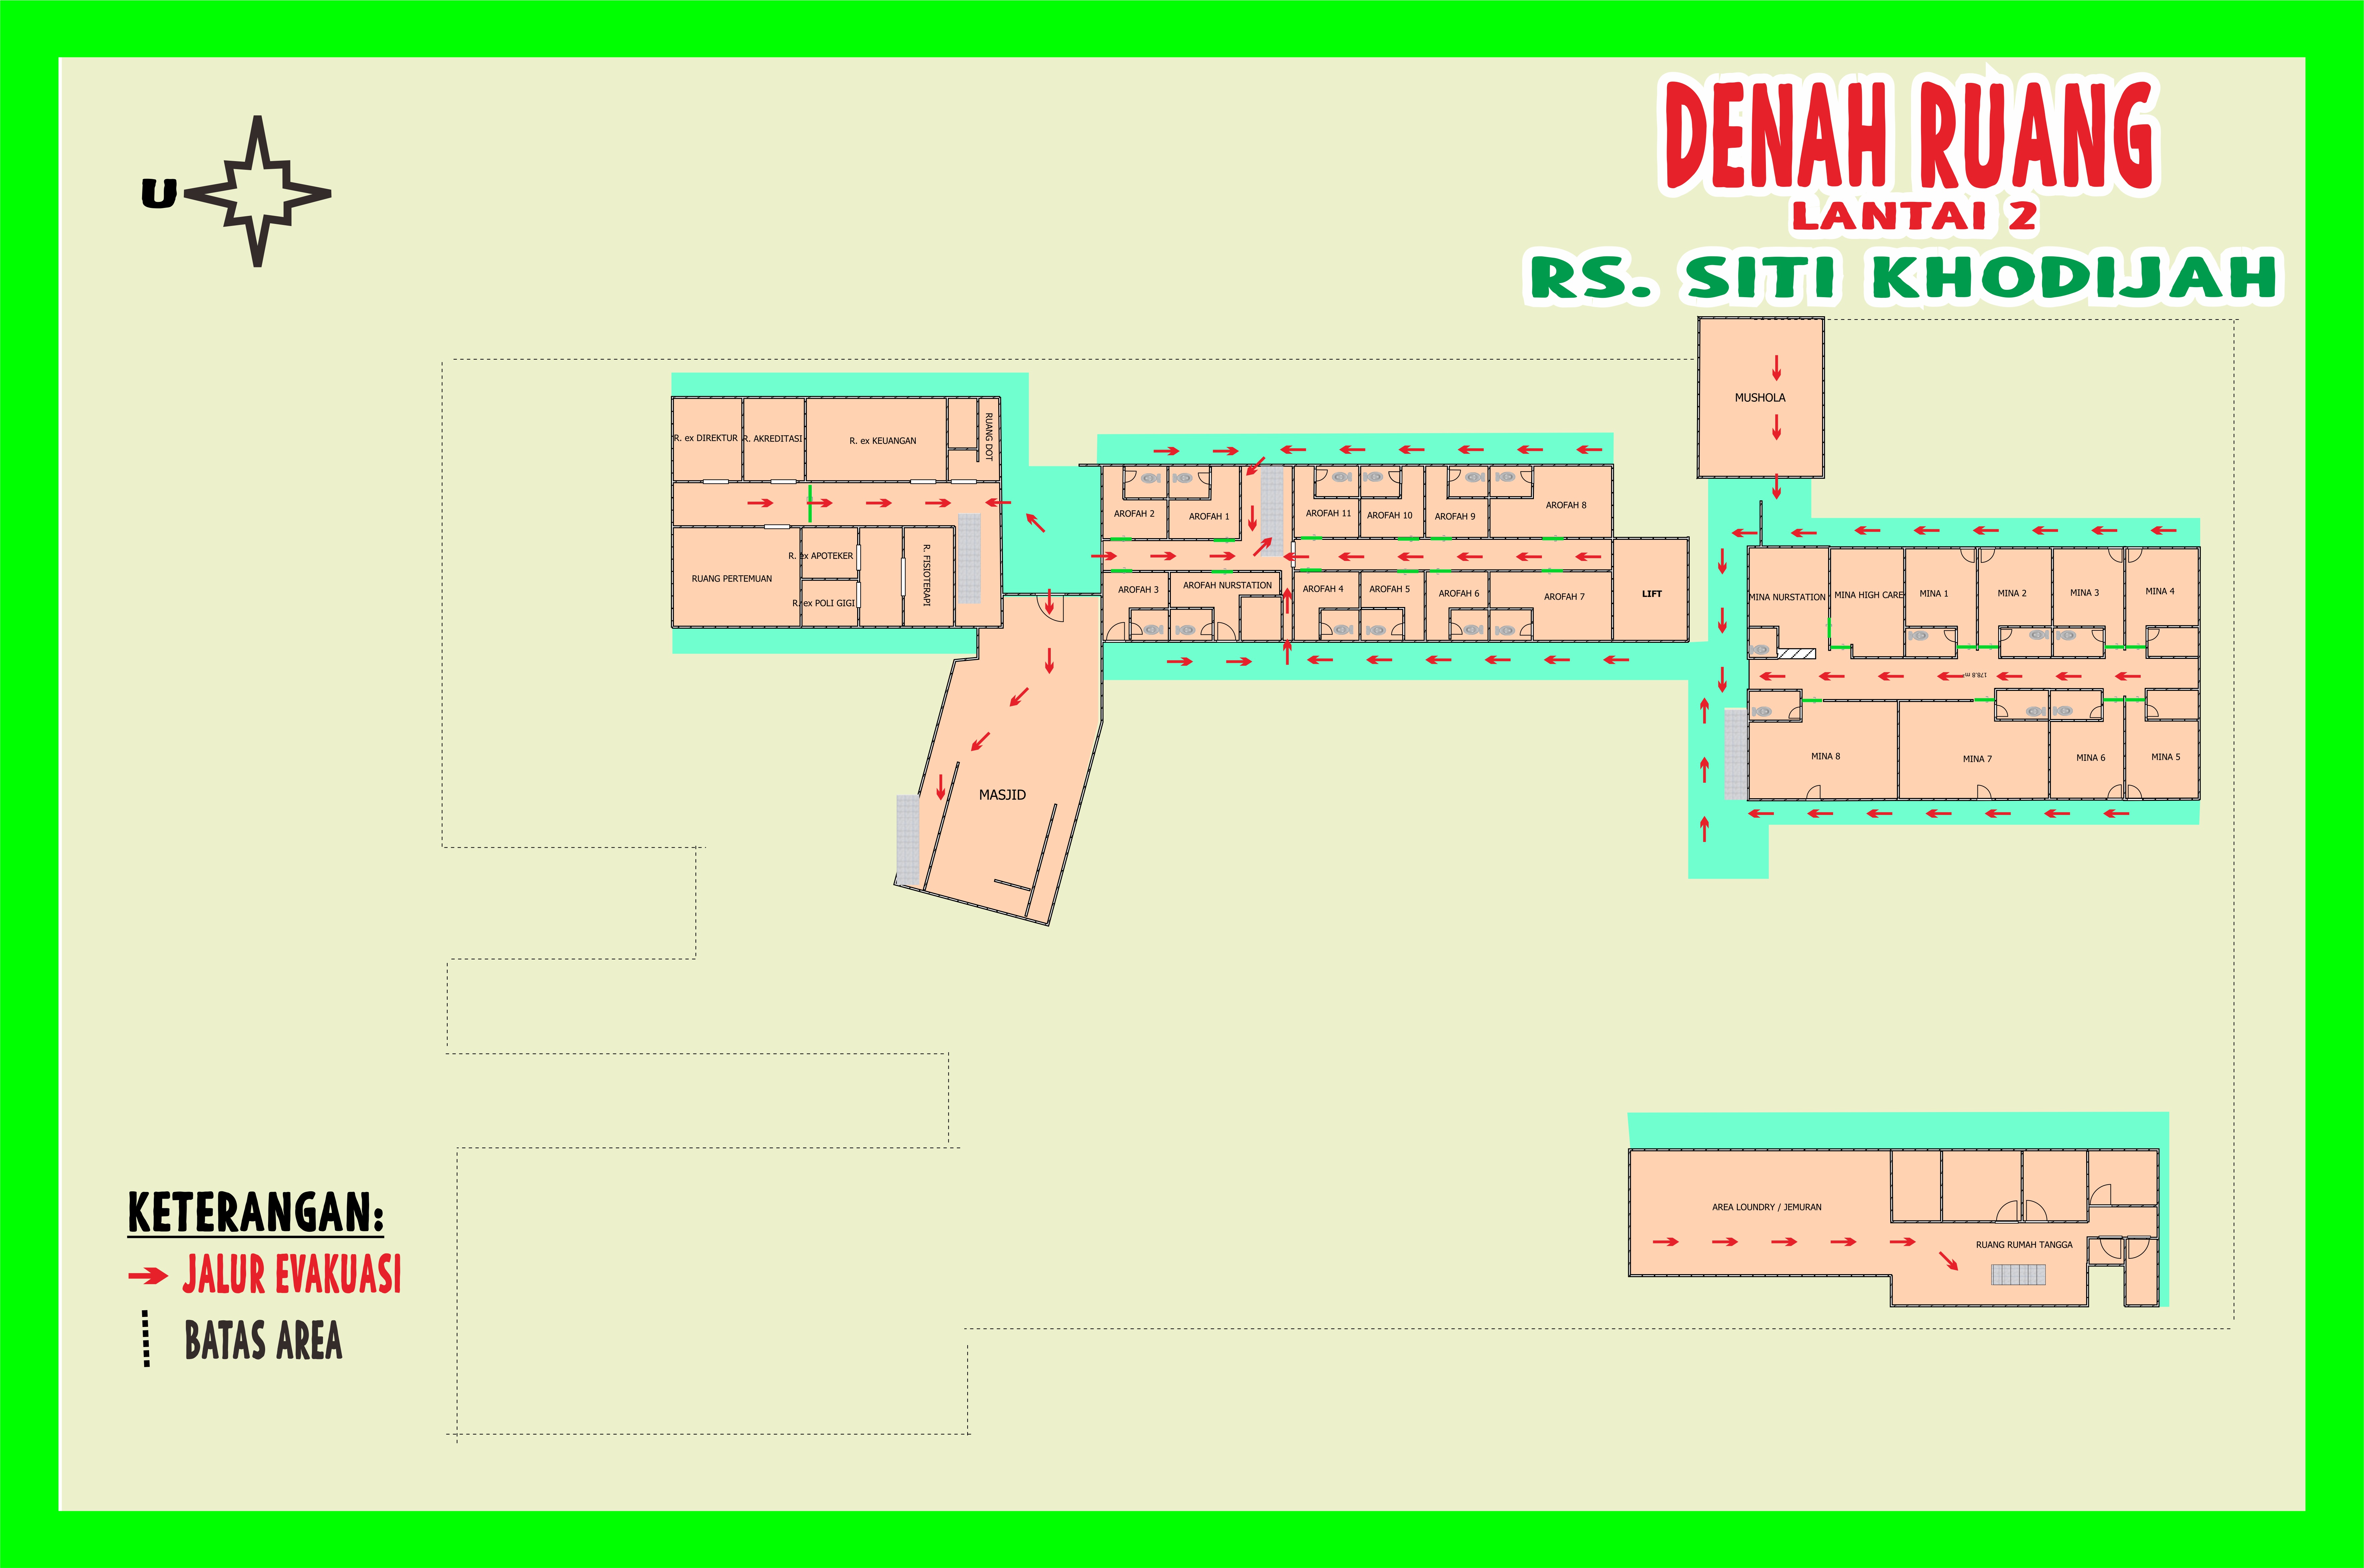 DENAH RUANG
LANTAI 2
RS. SITI KHODIJAH
U
R. ex DIREKTUR
R. AKREDITASI
R. ex KEUANGAN
RUANG DOT
RUANG PERTEMUAN
R. ex APOTEKER
R. ex POLI GIGI
R. FISIOTERAPI
MASJID
AROFAH 2
AROFAH 1
AROFAH 11
AROFAH 10
AROFAH 9
AROFAH 8
AROFAH 3
AROFAH NURSTATION
AROFAH 4
AROFAH 5
AROFAH 6
AROFAH 7
LIFT
MUSHOLA
MINA NURSTATION
MINA HIGH CARE
MINA 1
MINA 2
MINA 3
MINA 4
178.8 m²
MINA 8
MINA 7
MINA 6
MINA 5
AREA LOUNDRY / JEMURAN
RUANG RUMAH TANGGA
KETERANGAN:
JALUR EVAKUASI
BATAS AREA